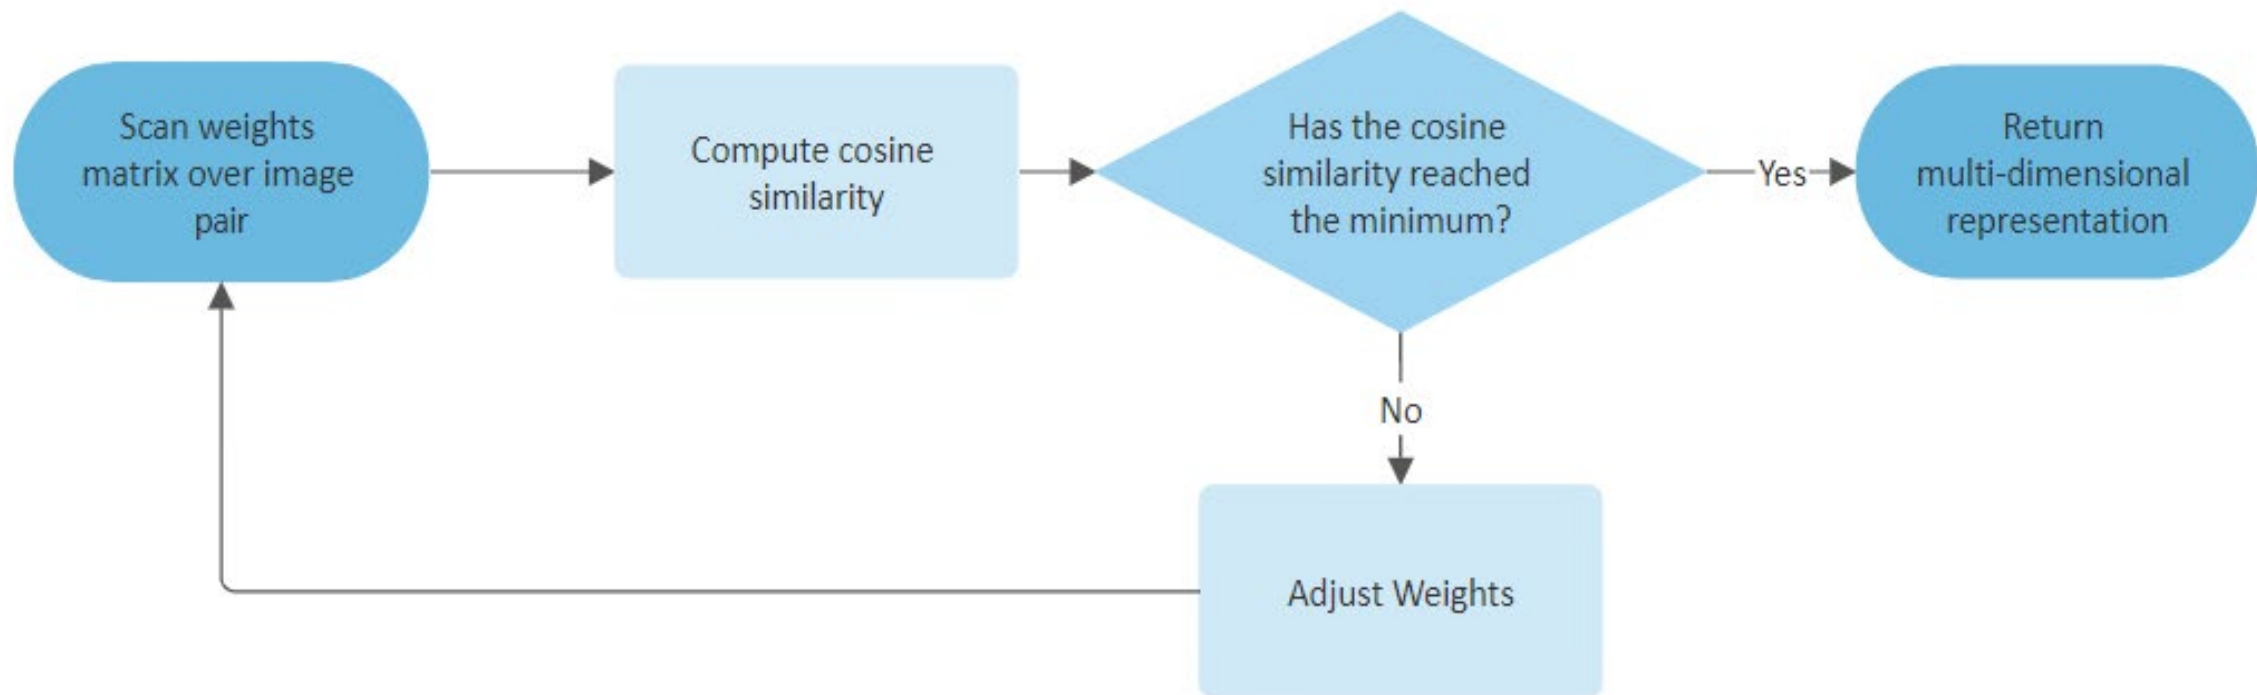 Scan weights
matrix over image
pair
Compute cosine
similarity
Has the cosine
similarity reached
the minimum?
Yes
Return
multi-dimensional
representation
No
Adjust Weights